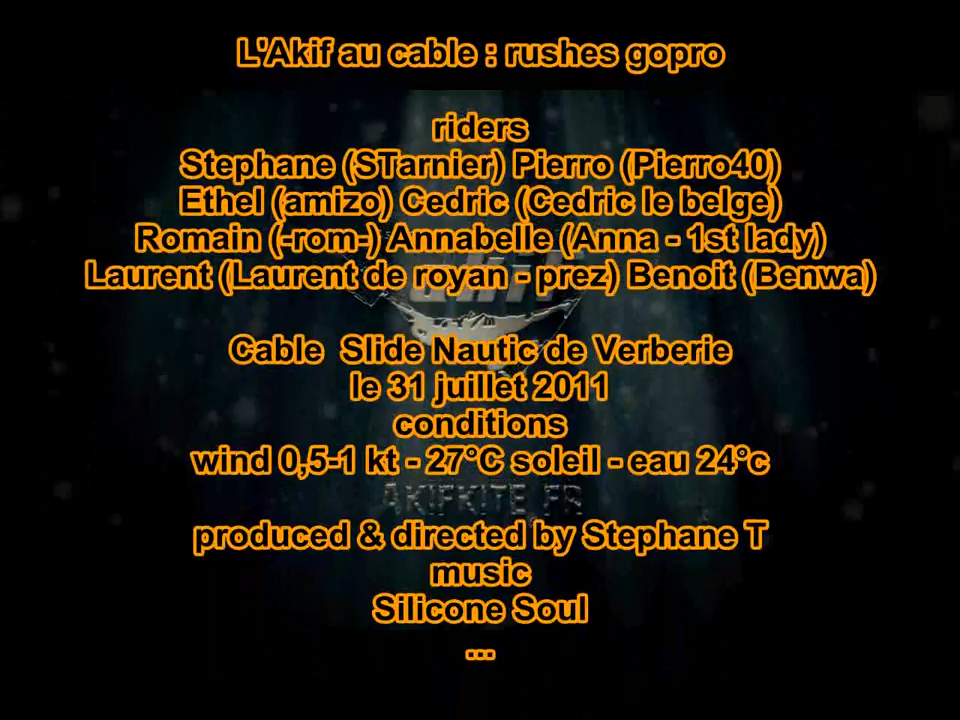 L'Akif au cable : rushes gopro
riders
Stephane (STarnier) Pierro (Pierro40)
Ethel (amizo) Cedric (Cedric le belge)
Romain (-rom-) Annabelle (Anna - 1st lady)
Laurent (Laurent de royan - prez) Benoit (Benwa)
Cable  Slide Nautic de Verberie
le 31 juillet 2011
conditions
wind 0,5-1 kt - 27°C soleil - eau 24°c
AKIFKITE.FR
produced & directed by Stephane T
music
Silicone Soul
...